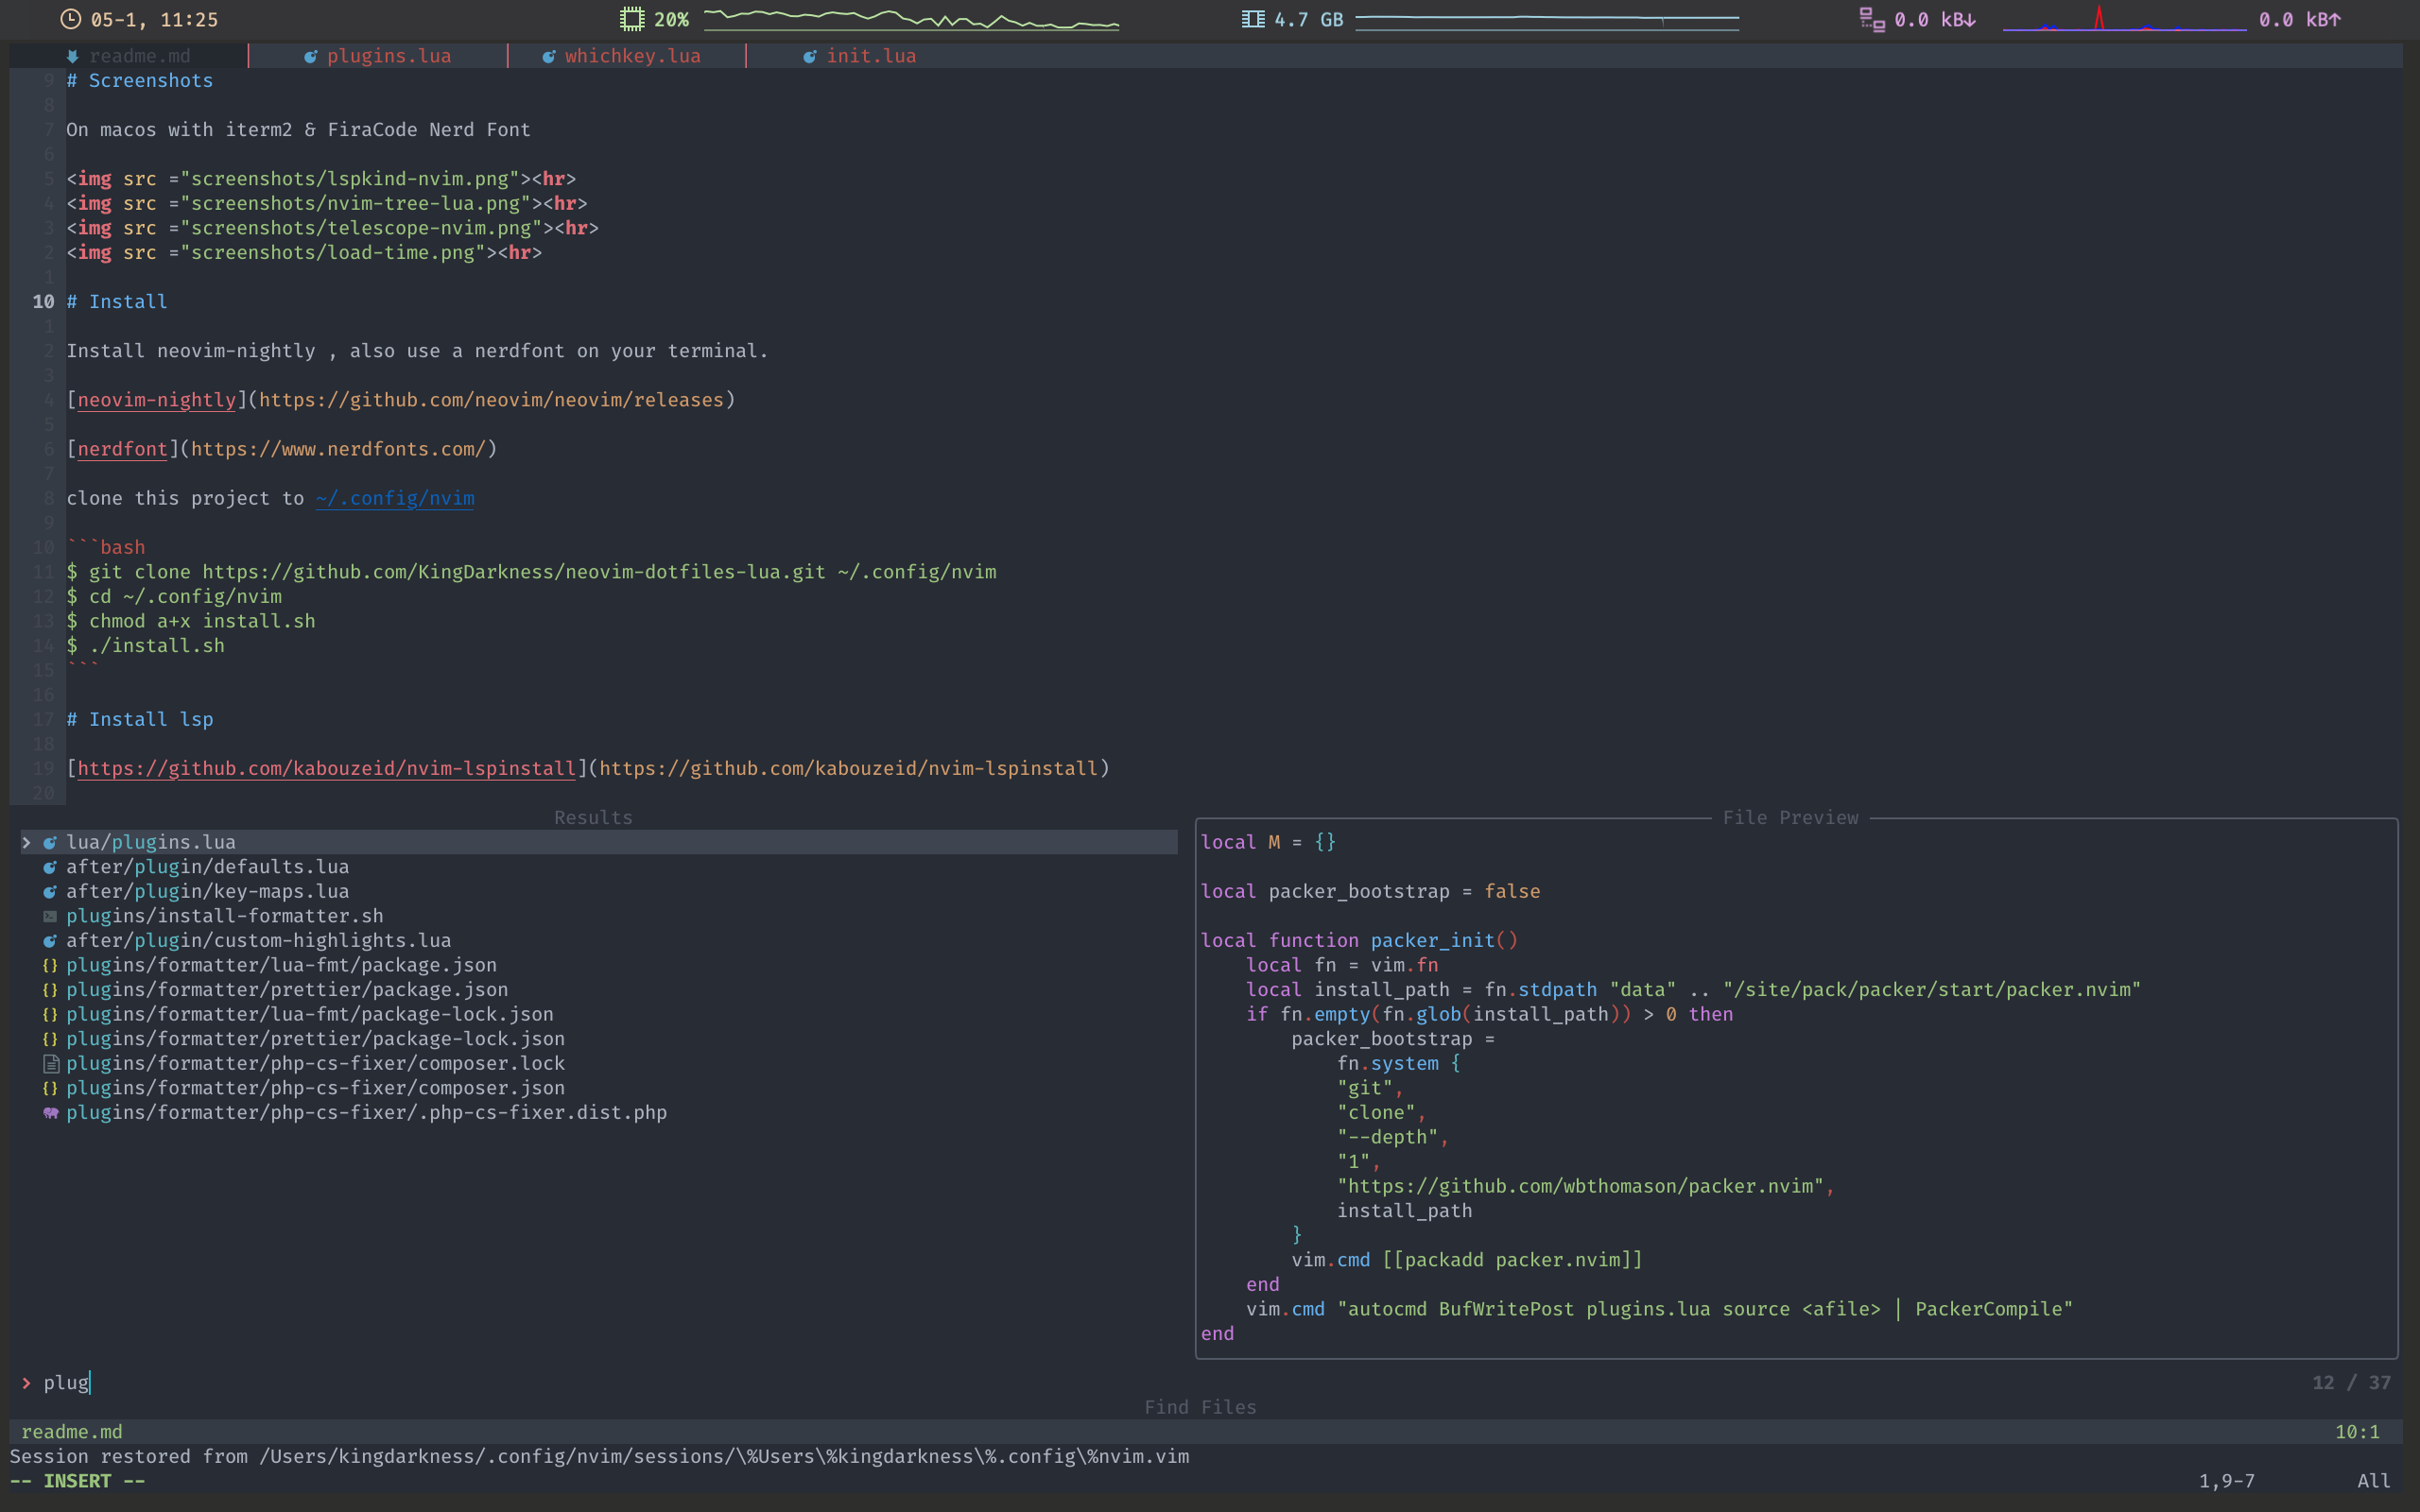 05-1, 11:25 20% 4.7 GB 0.0 kB↓ 0.0 kB↑
readme.md plugins.lua whichkey.lua init.lua
9 # Screenshots
8
7 On macos with iterm2 & FiraCode Nerd Font
6
5 <img src ="screenshots/lspkind-nvim.png"><hr>
4 <img src ="screenshots/nvim-tree-lua.png"><hr>
3 <img src ="screenshots/telescope-nvim.png"><hr>
2 <img src ="screenshots/load-time.png"><hr>
1
10 # Install
1
2 Install neovim-nightly , also use a nerdfont on your terminal.
3
4 [neovim-nightly](https://github.com/neovim/neovim/releases)
5
6 [nerdfont](https://www.nerdfonts.com/)
7
8 clone this project to ~/.config/nvim
9
10 ```bash
11 $ git clone https://github.com/KingDarkness/neovim-dotfiles-lua.git ~/.config/nvim
12 $ cd ~/.config/nvim
13 $ chmod a+x install.sh
14 $ ./install.sh
15 ```
16
17 # Install lsp
18
19 [https://github.com/kabouzeid/nvim-lspinstall](https://github.com/kabouzeid/nvim-lspinstall)
20
Results
> lua/plugins.lua
after/plugin/defaults.lua
after/plugin/key-maps.lua
plugins/install-formatter.sh
after/plugin/custom-highlights.lua
{} plugins/formatter/lua-fmt/package.json
{} plugins/formatter/prettier/package.json
{} plugins/formatter/lua-fmt/package-lock.json
{} plugins/formatter/prettier/package-lock.json
plugins/formatter/php-cs-fixer/composer.lock
{} plugins/formatter/php-cs-fixer/composer.json
plugins/formatter/php-cs-fixer/.php-cs-fixer.dist.php
File Preview
local M = {}
local packer_bootstrap = false
local function packer_init()
    local fn = vim.fn
    local install_path = fn.stdpath "data" .. "/site/pack/packer/start/packer.nvim"
    if fn.empty(fn.glob(install_path)) > 0 then
        packer_bootstrap =
            fn.system {
            "git",
            "clone",
            "--depth",
            "1",
            "https://github.com/wbthomason/packer.nvim",
            install_path
        }
        vim.cmd [[packadd packer.nvim]]
    end
    vim.cmd "autocmd BufWritePost plugins.lua source <afile> | PackerCompile"
end
> plug 12 / 37
Find Files
readme.md 10:1
Session restored from /Users/kingdarkness/.config/nvim/sessions/\%Users\%kingdarkness\%.config\%nvim.vim
-- INSERT -- 1,9-7 All